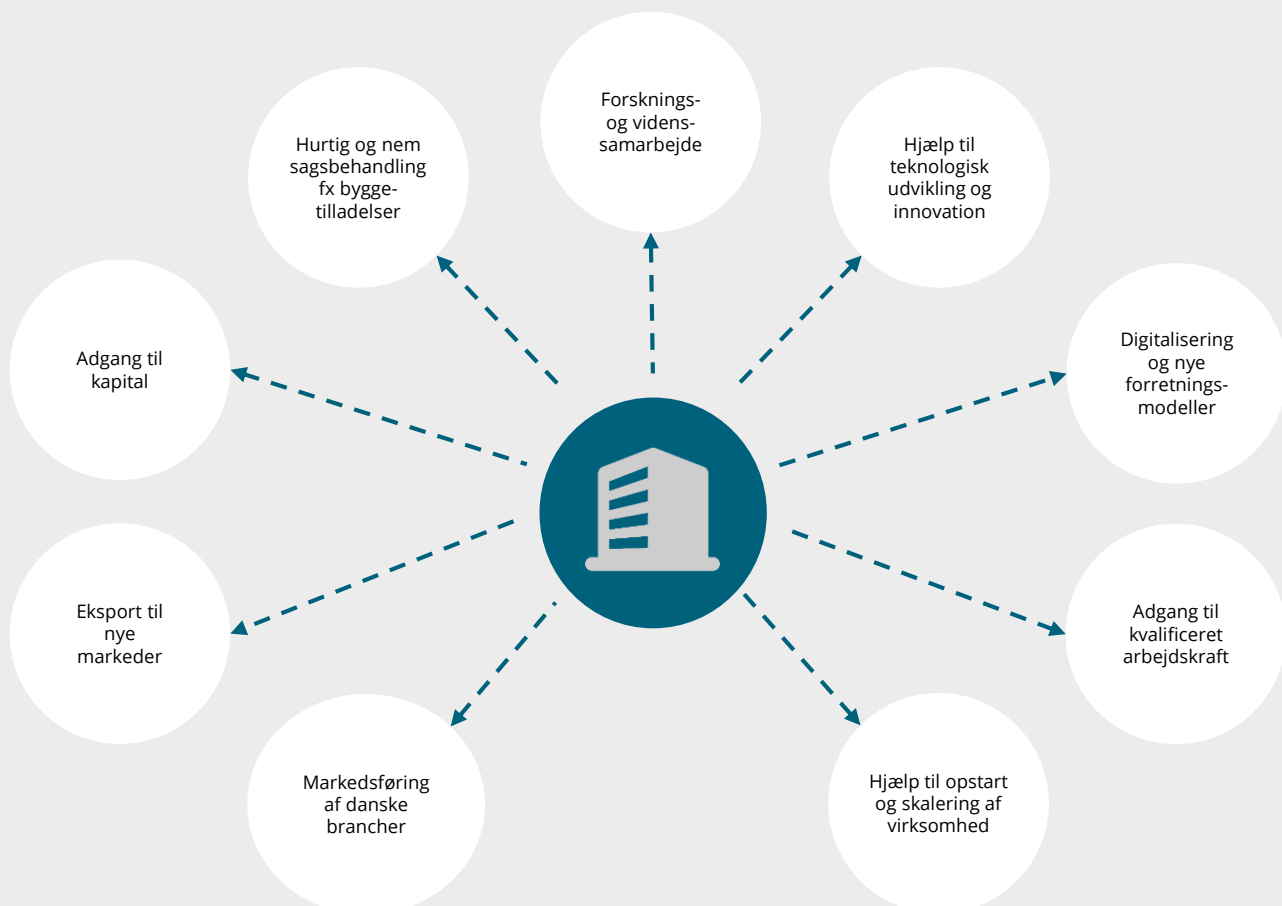 Forsknings-
og videns-
samarbejde
Hjælp til
teknologisk
udvikling og
innovation
Digitalisering
og nye
forretnings-
modeller
Adgang til
kvalificeret
arbejdskraft
Hjælp til opstart
og skalering af
virksomhed
Markedsføring
af danske
brancher
Eksport til
nye
markeder
Adgang til
kapital
Hurtig og nem
sagsbehandling
fx bygge-
tilladelser